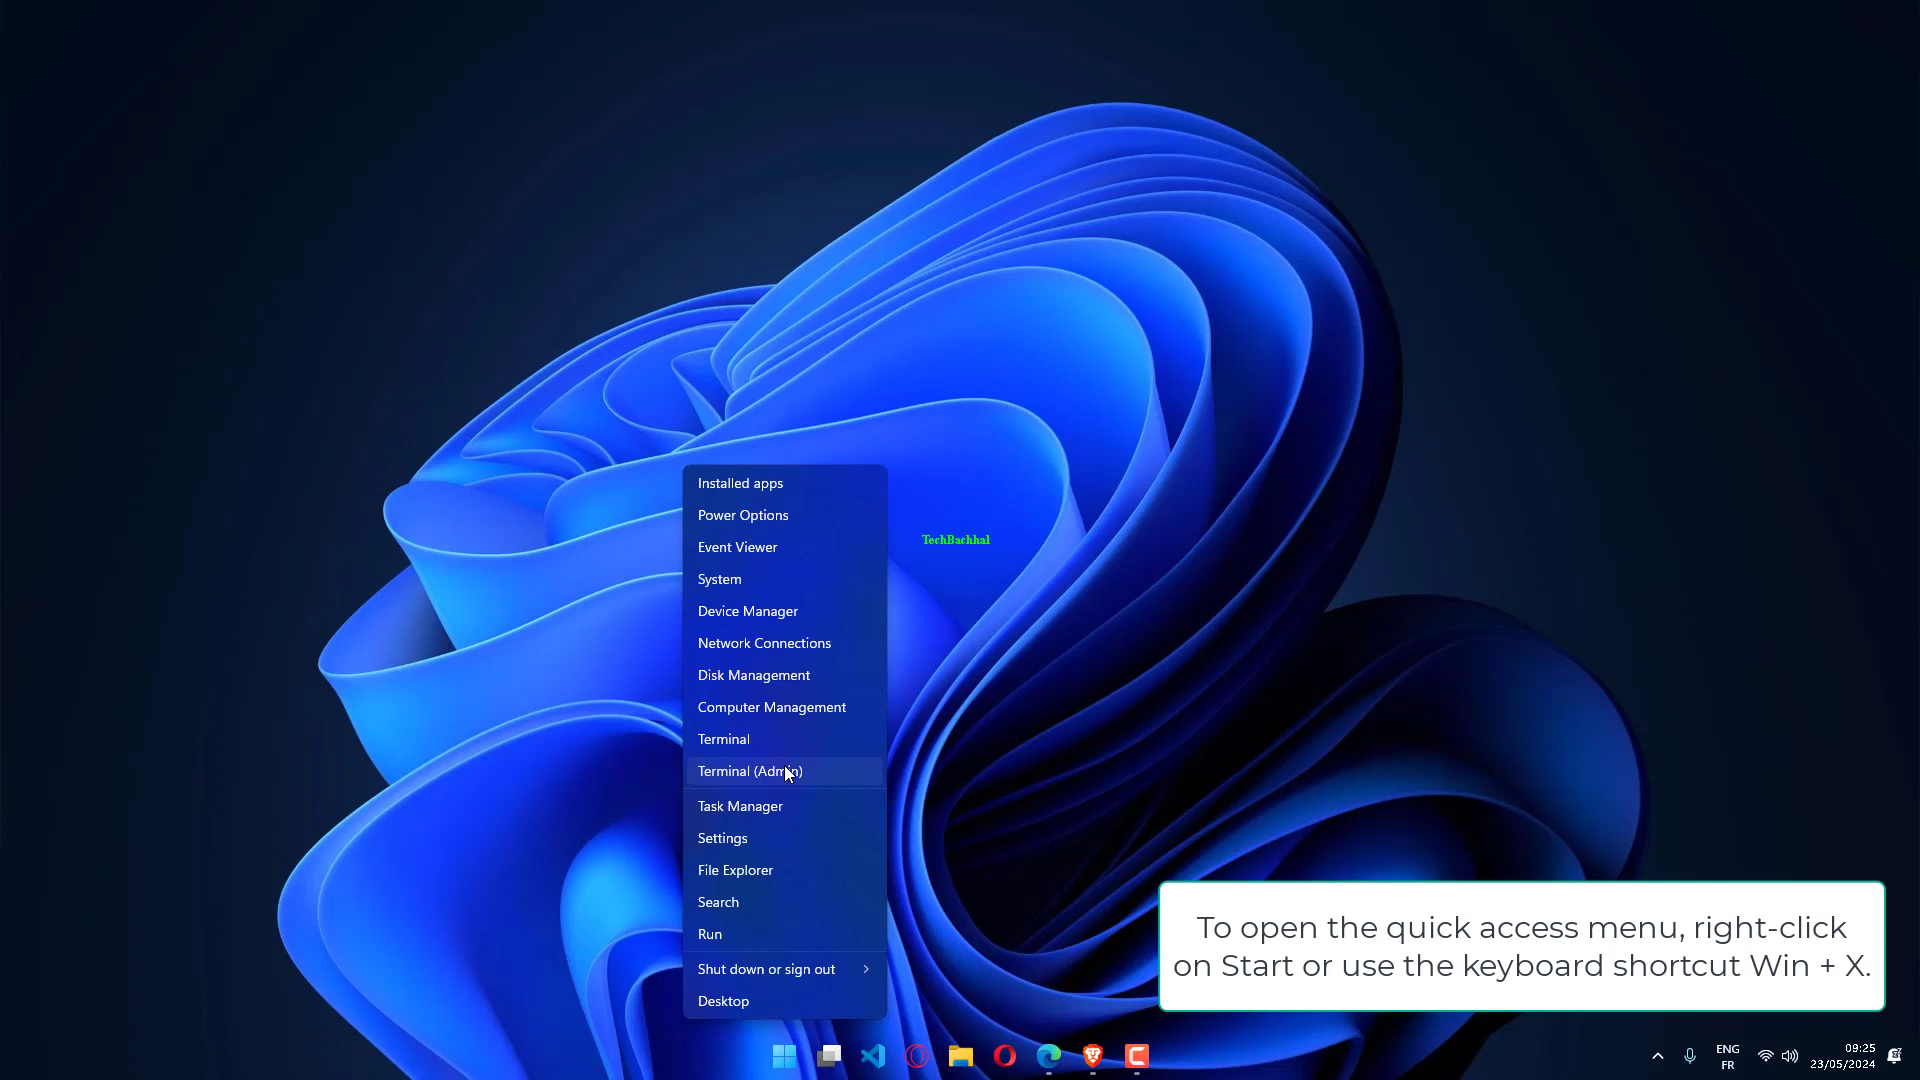 Installed apps
Power Options
Event Viewer
System
Device Manager
Network Connections
Disk Management
Computer Management
Terminal
Terminal (Admin)
Task Manager
Settings
File Explorer
Search
Run
Shut down or sign out
Desktop
TechBachhal
To open the quick access menu, right-click
on Start or use the keyboard shortcut Win + X.
ENG
FR
09:25
23/05/2024